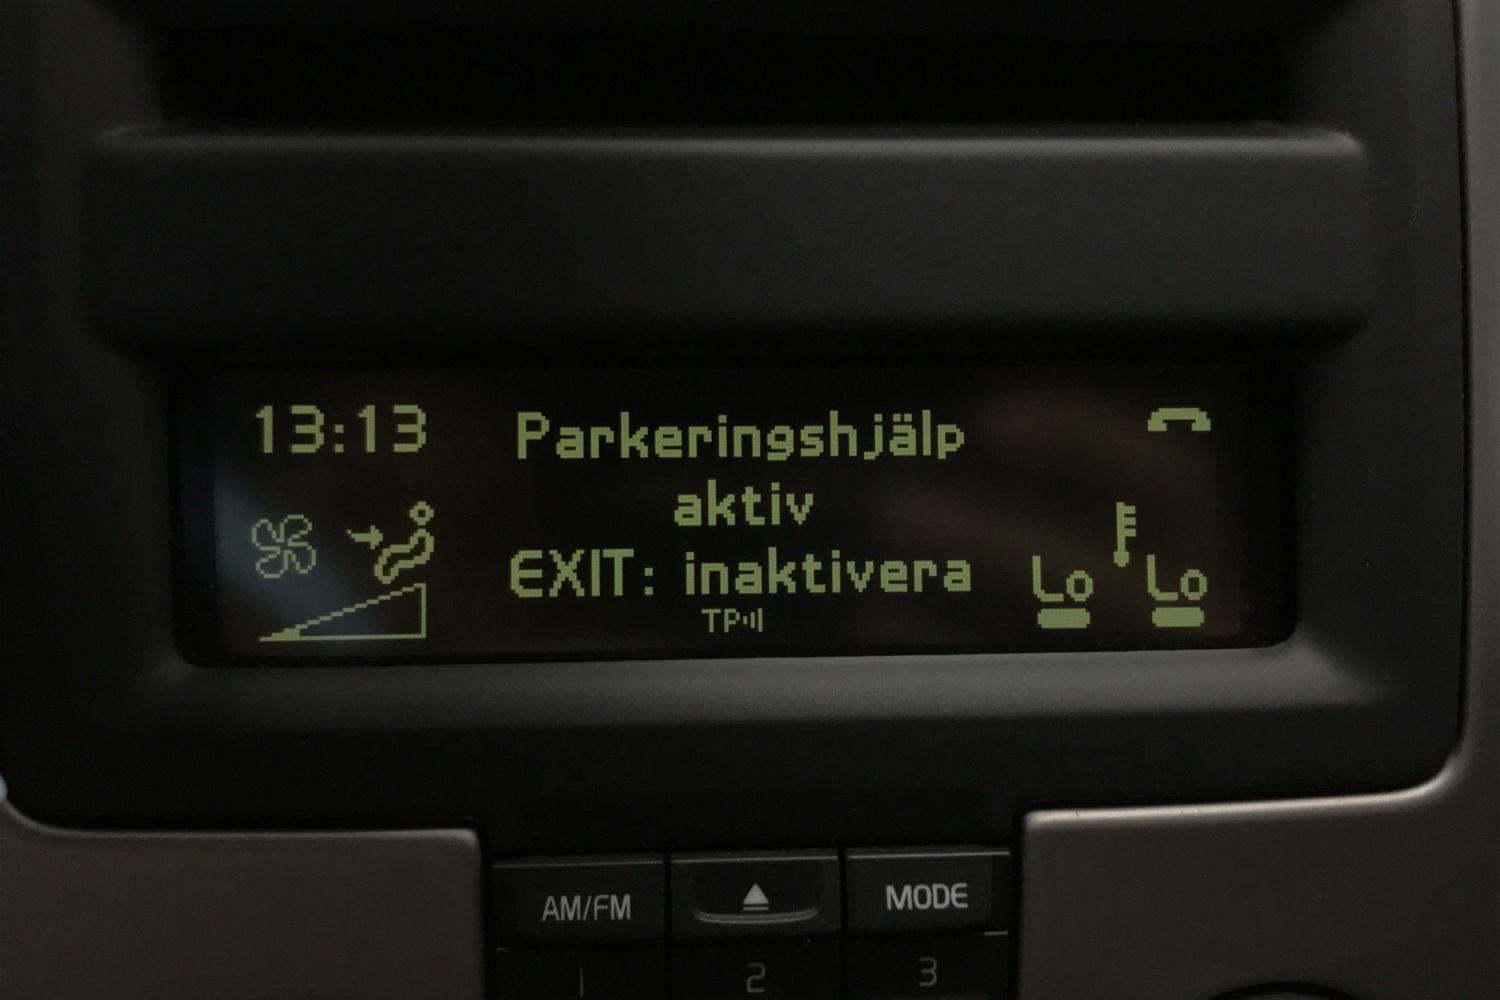 13:13
Parkeringshjälp
aktiv
EXIT: inaktivera
TP
Lo Lo
AM/FM MODE
1 2 3